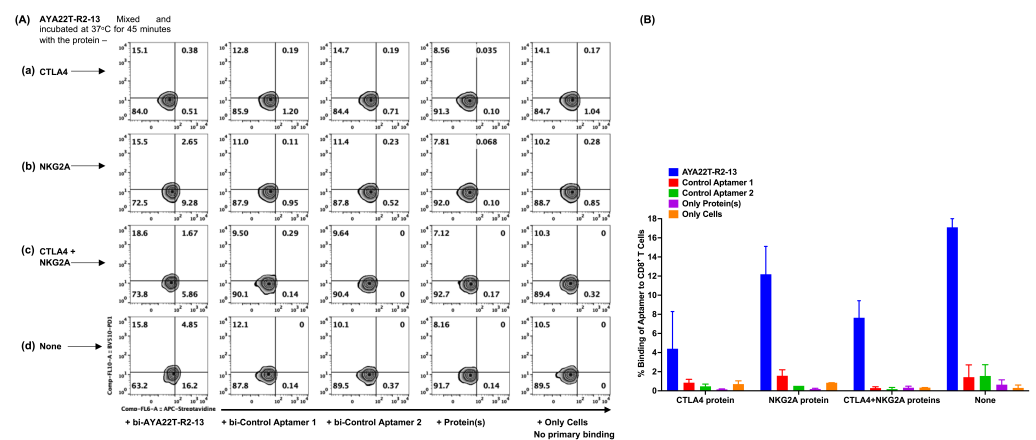 (A)
AYA22T-R2-13 Mixed and
incubated at 37°C for 45 minutes
with the protein –
(a) CTLA4
15.1 0.38
84.0 0.51
12.8 0.19
85.9 1.20
14.7 0.19
84.4 0.71
8.56 0.035
91.3 0.10
14.1 0.17
84.7 1.04
(b) NKG2A
15.5 2.65
72.5 9.28
11.0 0.11
87.9 0.95
11.4 0.23
87.8 0.52
7.81 0.068
92.0 0.10
10.2 0.28
88.7 0.85
(c) CTLA4 +
NKG2A
18.6 1.67
73.8 5.86
9.50 0.29
90.1 0.14
9.64 0
90.4 0
7.12 0
92.7 0.17
10.3 0
89.4 0.32
(d) None
15.8 4.85
63.2 16.2
12.1 0
87.8 0.14
10.1 0
89.5 0.37
8.16 0
91.7 0.14
10.5 0
89.5 0
10⁴
10³
10²
10¹
10⁰
0 10² 10³ 10⁴
Comp-FL10-A :: BV510-PD1
Comp-FL6-A :: APC-Streptavidine
+ bi-AYA22T-R2-13
+ bi-Control Aptamer 1
+ bi-Control Aptamer 2
+ Protein(s)
+ Only Cells
No primary binding
(B)
AYA22T-R2-13
Control Aptamer 1
Control Aptamer 2
Only Protein(s)
Only Cells
% Binding of Aptamer to CD8⁺ T Cells
18
16
14
12
10
8
6
4
2
0
CTLA4 protein
NKG2A protein
CTLA4+NKG2A proteins
None